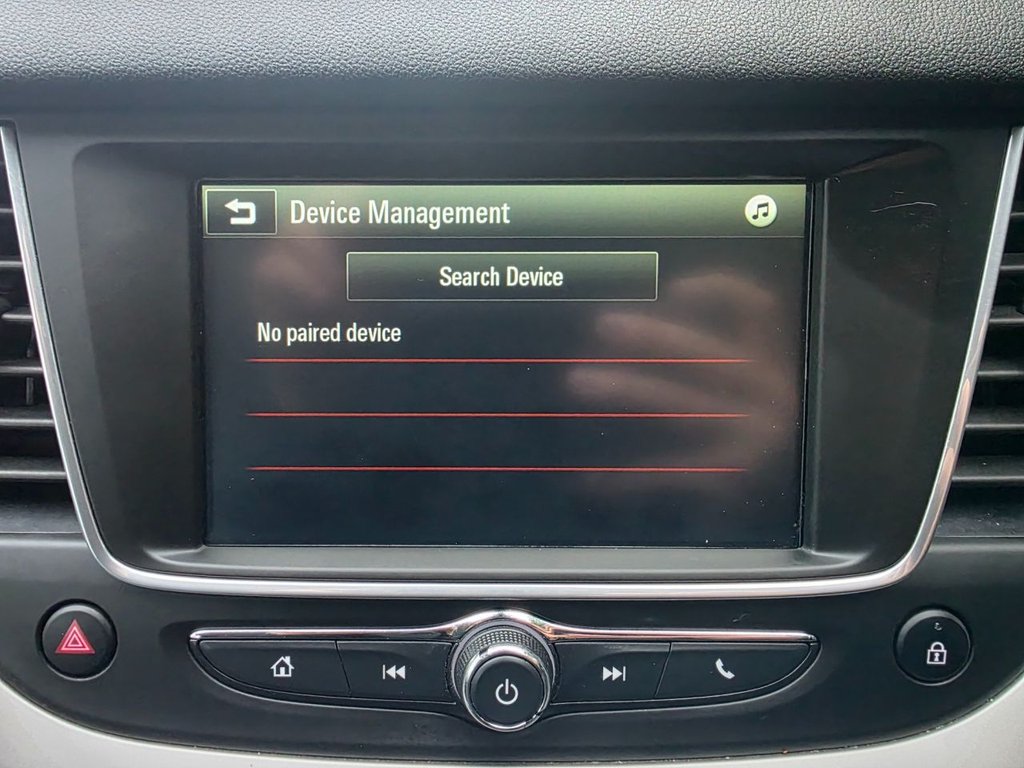 Device Management
Search Device
No paired device